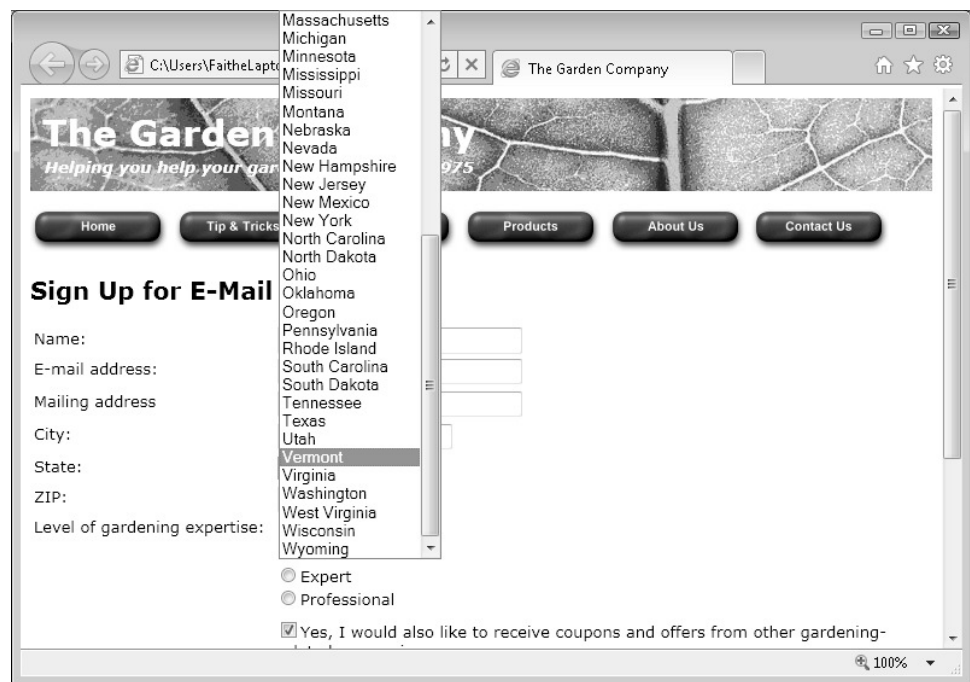 C:\Users\FaitheLapto
The Garden Company
The Garden
ny
Helping you help your gar
975
Home
Tip & Tricks
Products
About Us
Contact Us
Sign Up for E-Mail
Name:
E-mail address:
Mailing address
City:
State:
ZIP:
Level of gardening expertise:
Massachusetts
Michigan
Minnesota
Mississippi
Missouri
Montana
Nebraska
Nevada
New Hampshire
New Jersey
New Mexico
New York
North Carolina
North Dakota
Ohio
Oklahoma
Oregon
Pennsylvania
Rhode Island
South Carolina
South Dakota
Tennessee
Texas
Utah
Vermont
Virginia
Washington
West Virginia
Wisconsin
Wyoming
Expert
Professional
Yes, I would also like to receive coupons and offers from other gardening-
100%